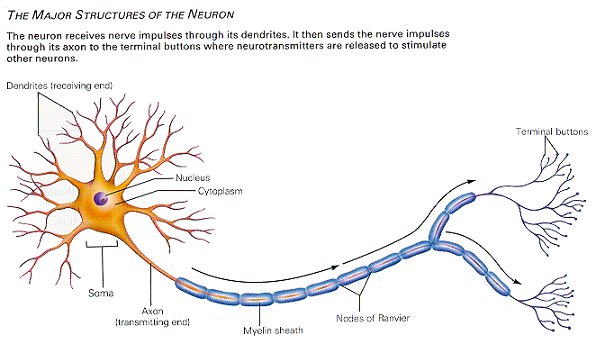 THE MAJOR STRUCTURES OF THE NEURON
The neuron receives nerve impulses through its dendrites. It then sends the nerve impulses
through its axon to the terminal buttons where neurotransmitters are released to stimulate
other neurons.
Dendrites (receiving end)
Terminal buttons
Nucleus
Cytoplasm
Soma
Axon
(transmitting end)
Myelin sheath
Nodes of Ranvier